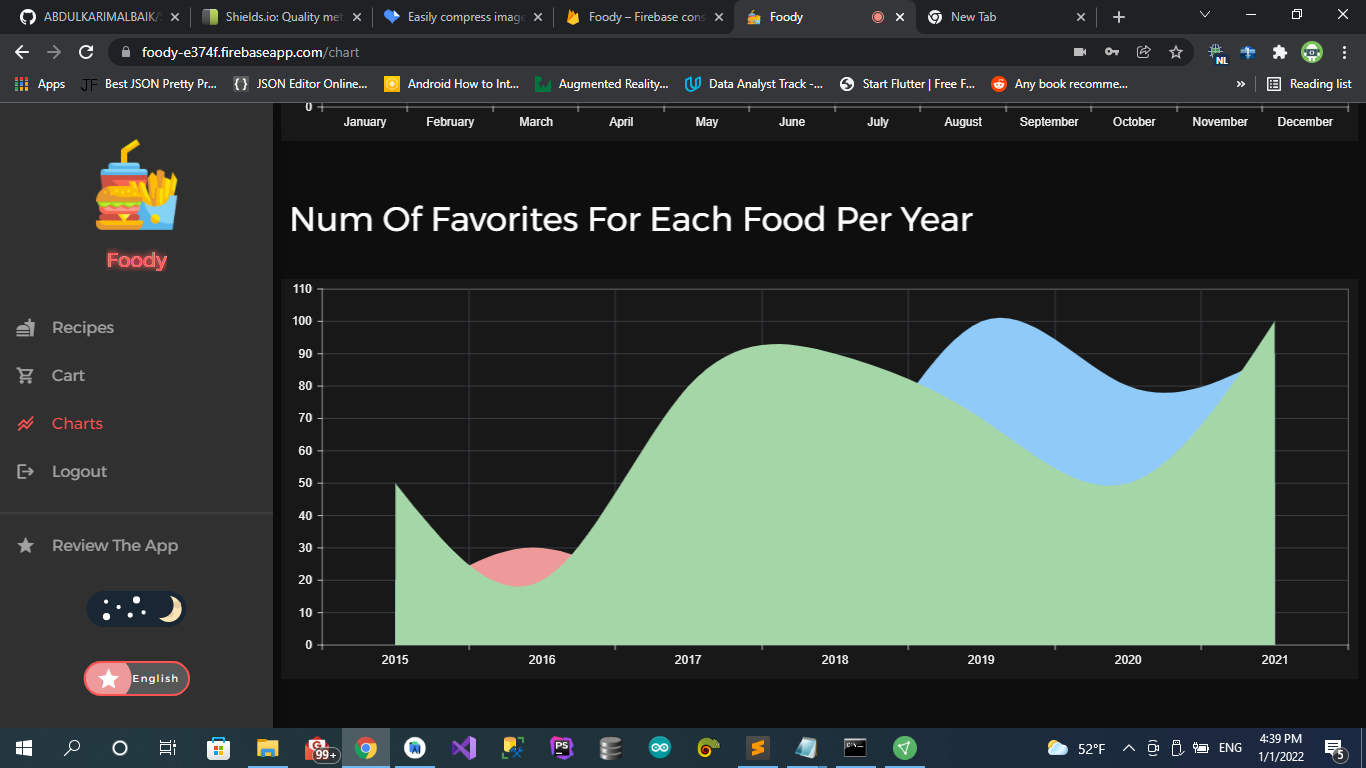 ABDULKARIMALBAIK/
Shields.io: Quality met
Easily compress image
Foody – Firebase cons
Foody
New Tab
foody-e374f.firebaseapp.com/chart
Apps
JF Best JSON Pretty Pr...
{} JSON Editor Online...
Android How to Int...
Augmented Reality...
Data Analyst Track -...
Start Flutter | Free F...
Any book recomme...
»
Reading list
NL
0
January February March April May June July August September October November December
Foody
Recipes
Cart
Charts
Logout
Review The App
English
Num Of Favorites For Each Food Per Year
110
100
90
80
70
60
50
40
30
20
10
0
2015 2016 2017 2018 2019 2020 2021
99+
PS
52°F
ENG
4:39 PM
1/1/2022
5